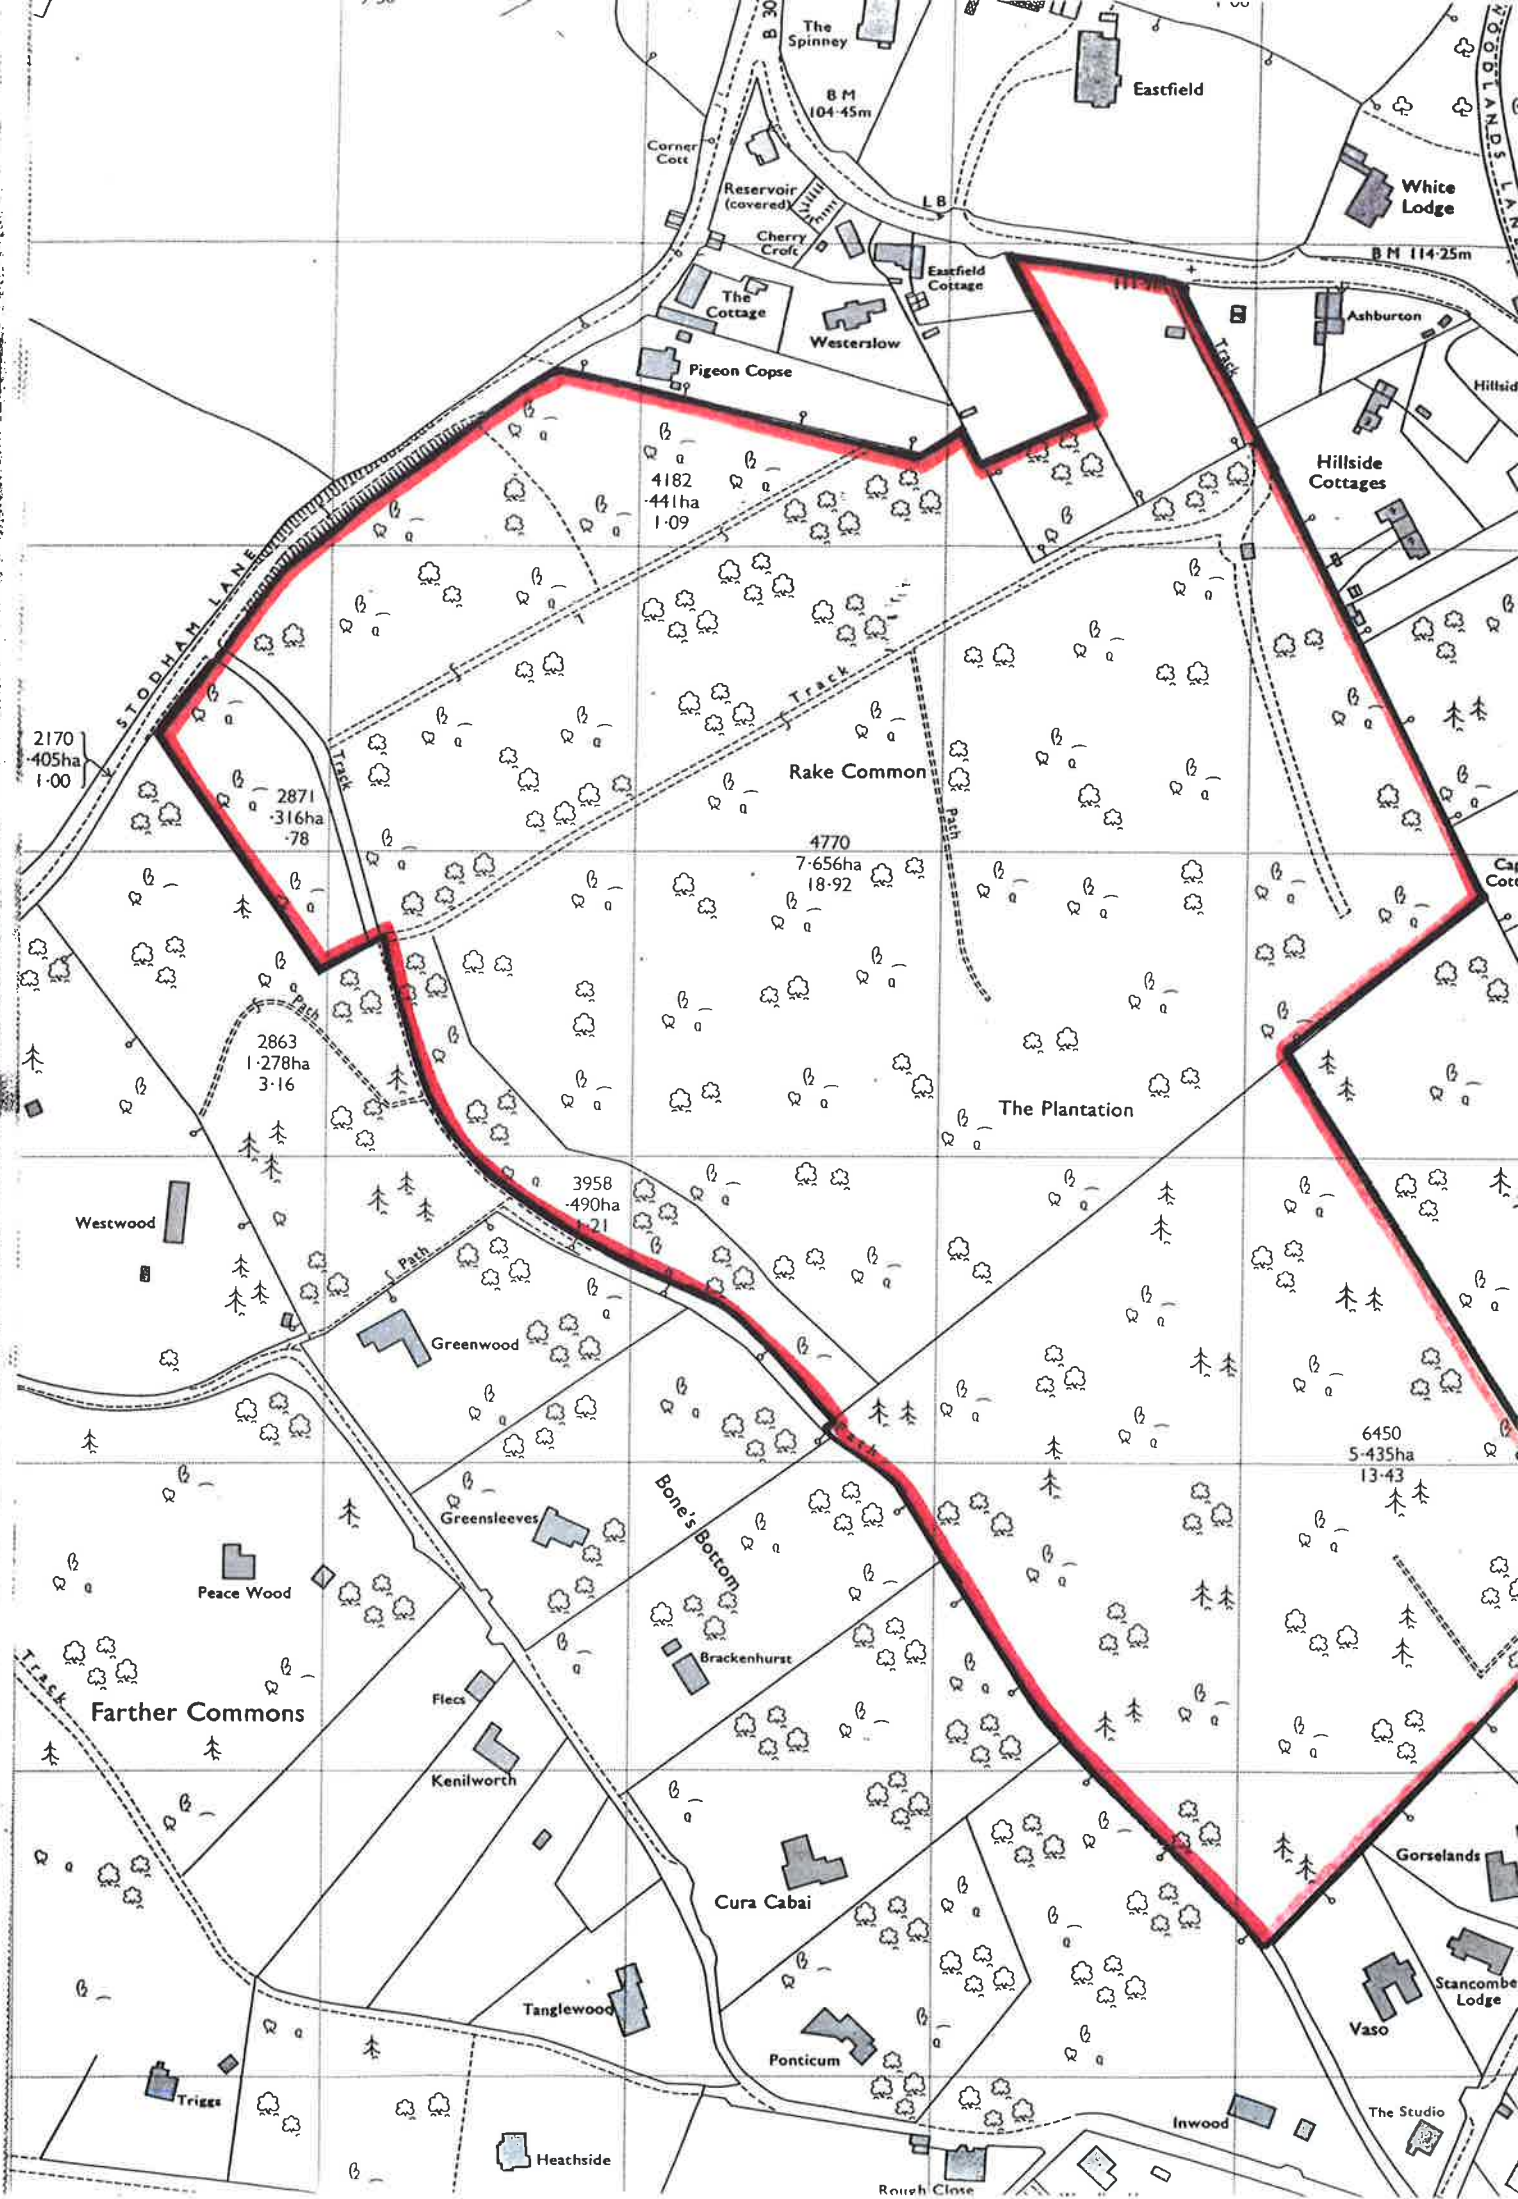 B 30
The
Spinney
B M
104·45m
Eastfield
WOODLANDS LAN
Corner
Cott
Reservoir
(covered)
L B
White
Lodge
Cherry
Croft
B M 114·25m
Eastfield
Cottage
The
Cottage
Westerslow
Ashburton
Track
Pigeon Copse
Hillsid
4182
·441ha
1·09
Hillside
Cottages
STODHAM LANE
Track
2170
·405ha
1·00
Track
Rake Common
2871
·316ha
·78
Path
4770
7·656ha
18·92
Cott
Path
2863
1·278ha
3·16
The Plantation
3958
·490ha
1·21
Westwood
Path
Greenwood
Path
6450
5·435ha
13·43
Bone's Bottom
Greensleeves
Peace Wood
Track
Brackenhurst
Flecs
Farther Commons
Kenilworth
Gorselands
Cura Cabai
Tanglewood
Stancombe
Lodge
Vaso
Ponticum
Triggs
Inwood
The Studio
Heathside
Rough Close